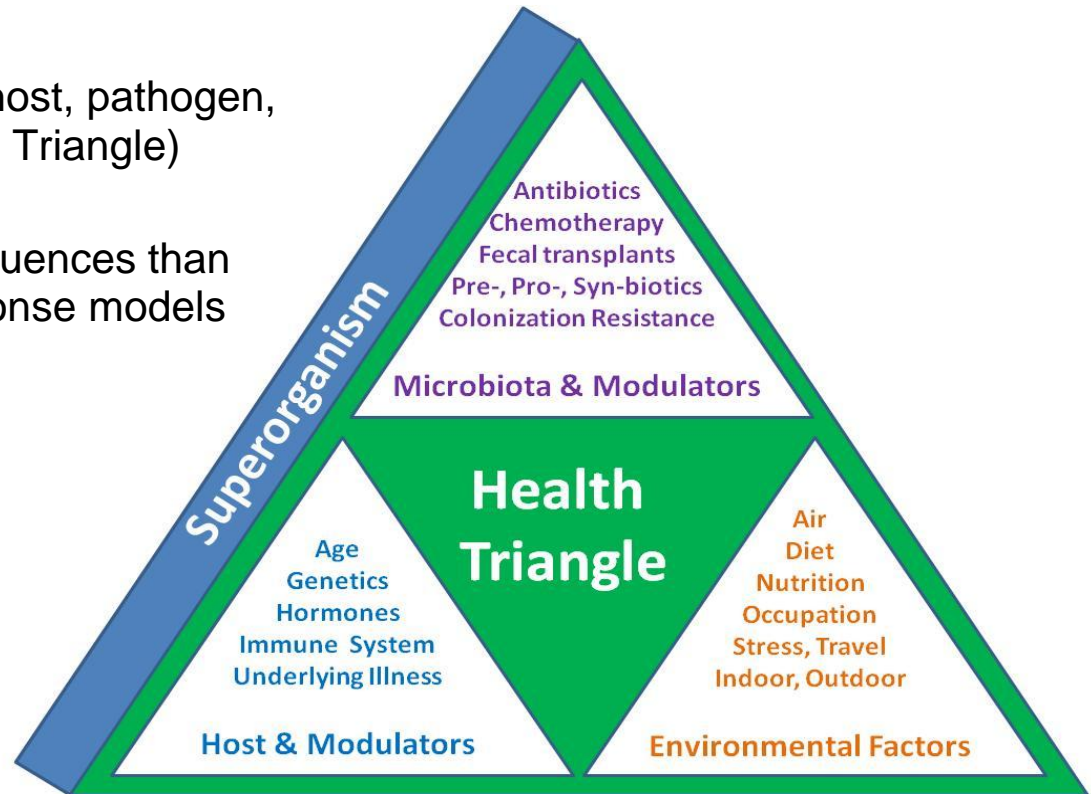 host, pathogen,
Triangle)
uences than
onse models
Superorganism
Antibiotics
Chemotherapy
Fecal transplants
Pre-, Pro-, Syn-biotics
Colonization Resistance
Microbiota & Modulators
Health
Triangle
Age
Genetics
Hormones
Immune System
Underlying Illness
Host & Modulators
Air
Diet
Nutrition
Occupation
Stress, Travel
Indoor, Outdoor
Environmental Factors